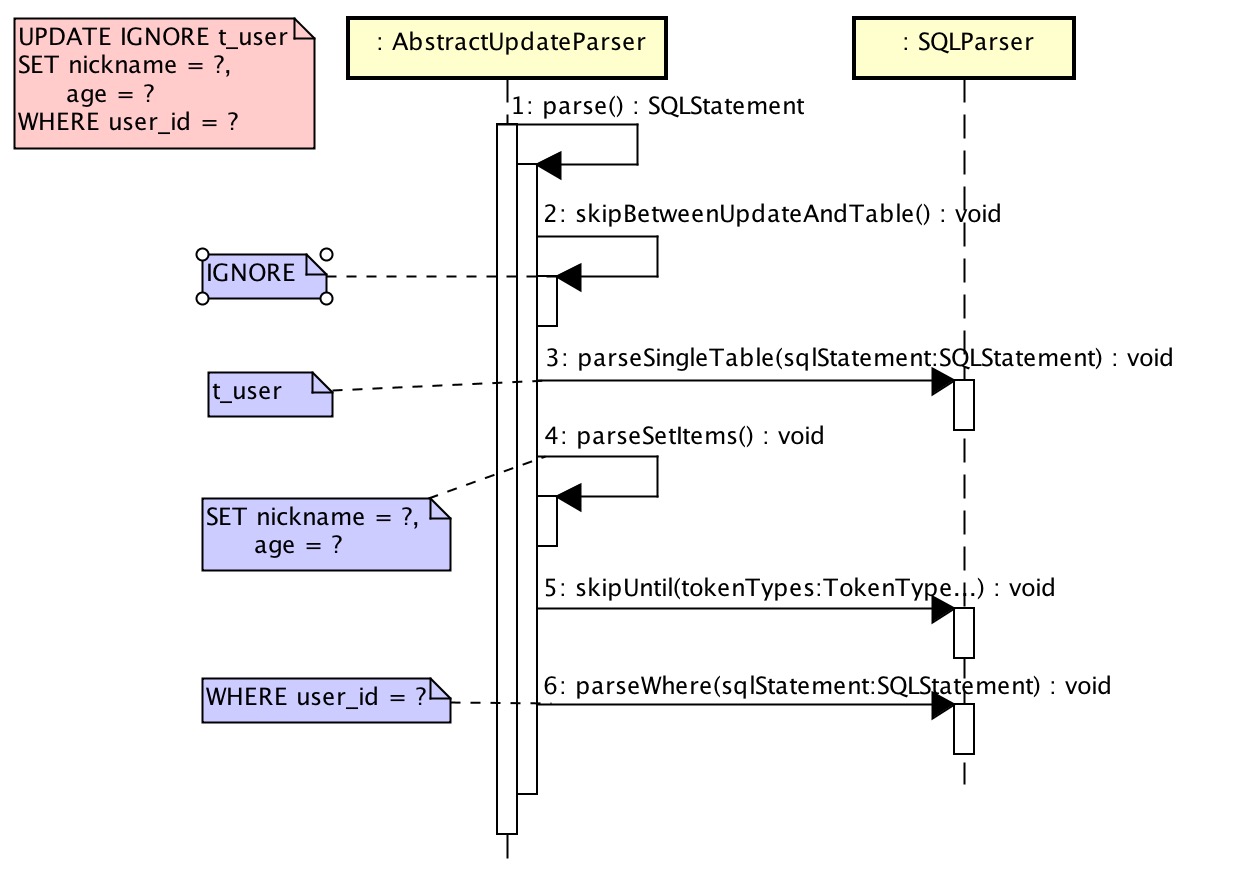 UPDATE IGNORE t_user
SET nickname = ?,
age = ?
WHERE user_id = ?
: AbstractUpdateParser
: SQLParser
1: parse() : SQLStatement
2: skipBetweenUpdateAndTable() : void
IGNORE
3: parseSingleTable(sqlStatement:SQLStatement) : void
t_user
4: parseSetItems() : void
SET nickname = ?,
age = ?
5: skipUntil(tokenTypes:TokenType...) : void
6: parseWhere(sqlStatement:SQLStatement) : void
WHERE user_id = ?